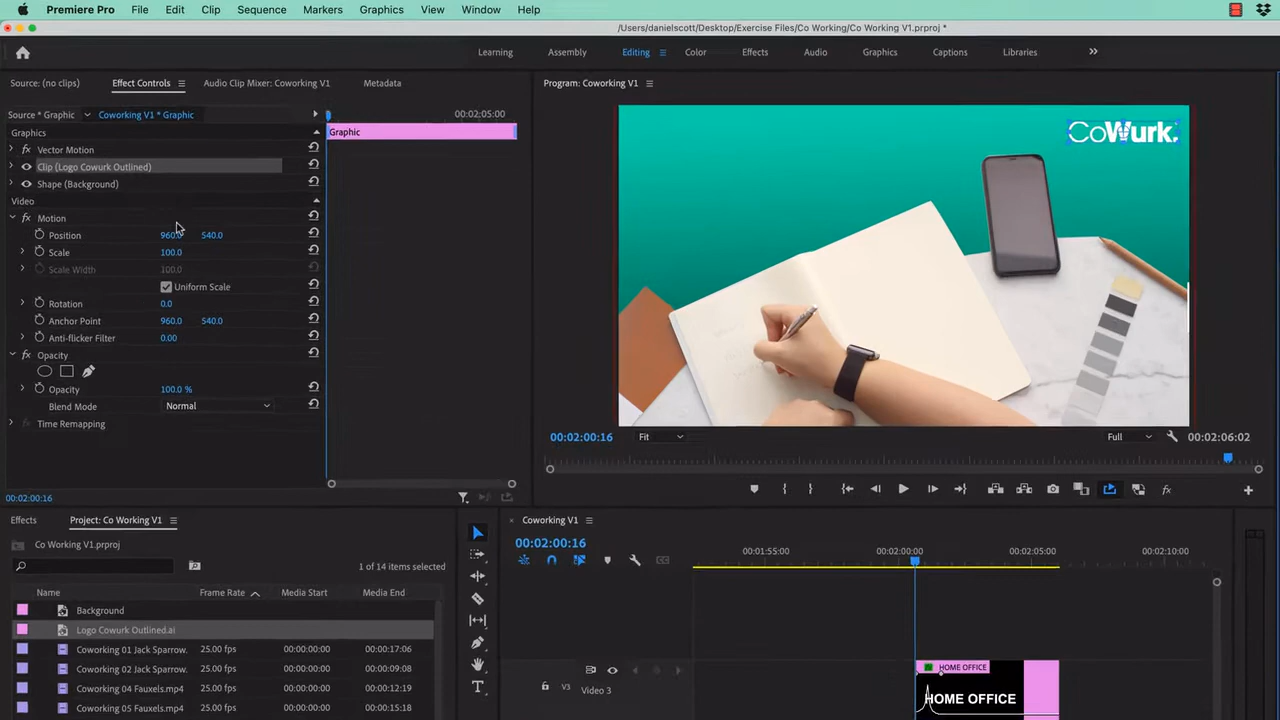 Premiere Pro File Edit Clip Sequence Markers Graphics View Window Help
/Users/danielscott/Desktop/Exercise Files/Co Working/Co Working V1.prproj *
Learning Assembly Editing Color Effects Audio Graphics Captions Libraries
Source: (no clips) Effect Controls Audio Clip Mixer: Coworking V1 Metadata
Program: Coworking V1
Source * Graphic Coworking V1 * Graphic 00:02:05:00
Graphics Graphic
fx Vector Motion
Clip (Logo Cowurk Outlined)
Shape (Background)
Video
fx Motion
Position 960.0 540.0
Scale 100.0
Scale Width 100.0
Uniform Scale
Rotation 0.0
Anchor Point 960.0 540.0
Anti-flicker Filter 0.00
fx Opacity
Opacity 100.0 %
Blend Mode Normal
Time Remapping
00:02:00:16
CoWurk.
00:02:00:16 Fit Full 00:02:06:02
fx
Effects Project: Co Working V1
Co Working V1.prproj
1 of 14 items selected
Name Frame Rate Media Start Media End
Background
Logo Cowurk Outlined.ai
Coworking 01 Jack Sparrow. 25.00 fps 00:00:00:00 00:00:17:06
Coworking 02 Jack Sparrow. 25.00 fps 00:00:00:00 00:00:09:08
Coworking 04 Fauxels.mp4 25.00 fps 00:00:00:00 00:00:12:19
Coworking 05 Fauxels.mp4 25.00 fps 00:00:00:00 00:00:15:18
× Coworking V1
00:02:00:16
00:01:55:00 00:02:00:00 00:02:05:00 00:02:10:00
V3 Video 3
HOME OFFICE
HOME OFFICE